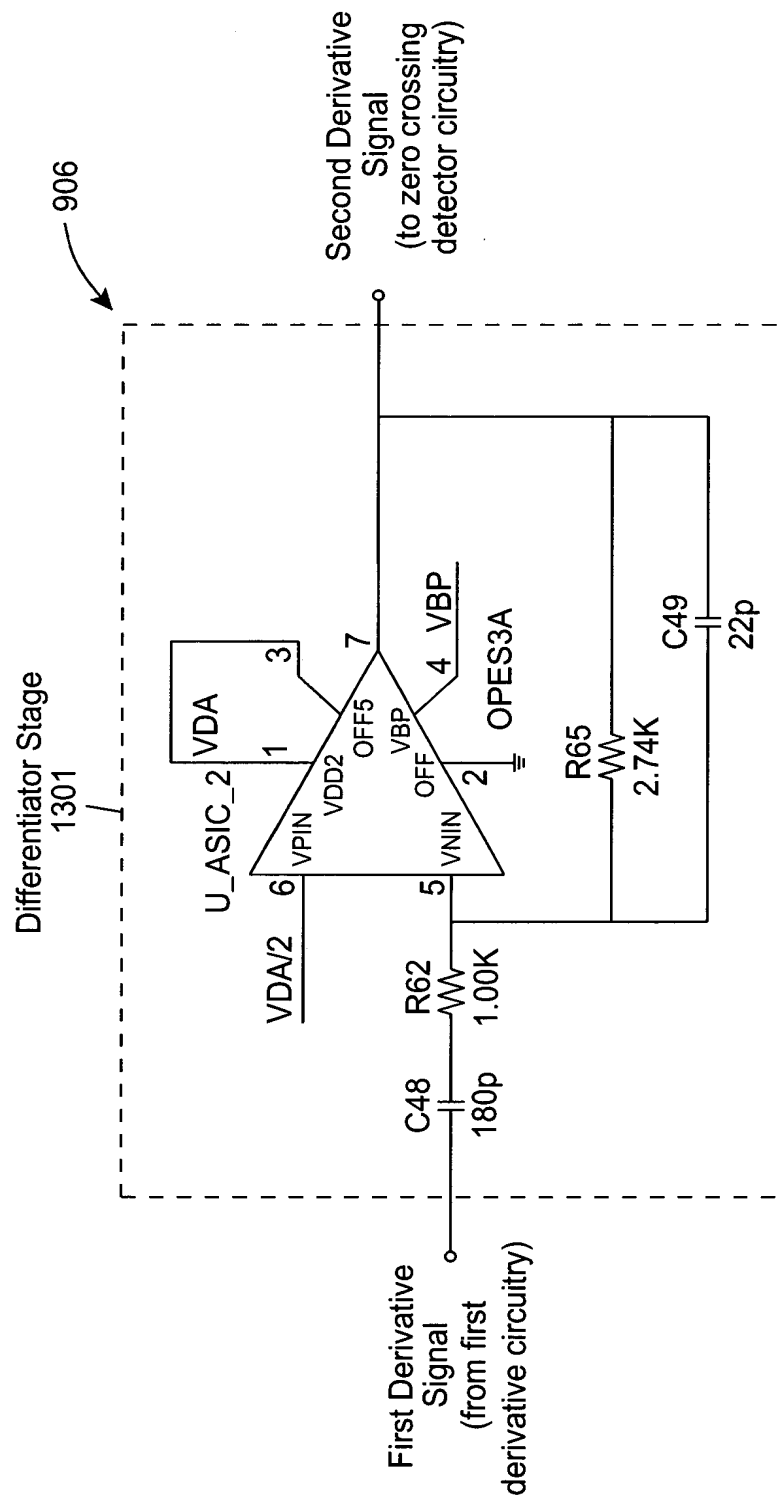 Differentiator Stage
1301
906
First Derivative
Signal
(from first
derivative circuitry)
C48
180p
R62
1.00K
VDA/2
6
5
U_ASIC_2
VPIN
VNIN
VDA
1
3
VDD2
OFF5
VBP
OFF
2
4
VBP
OPES3A
7
R65
2.74K
C49
22p
Second Derivative
Signal
(to zero crossing
detector circuitry)